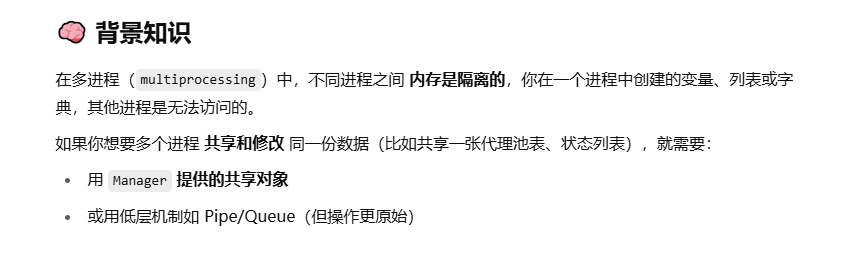 🧠 背景知识
在多进程（multiprocessing）中，不同进程之间 内存是隔离的，你在一个进程中创建的变量、列表或字
典，其他进程是无法访问的。
如果你想要多个进程 共享和修改 同一份数据（比如共享一张代理池表、状态列表），就需要：
• 用 Manager 提供的共享对象
• 或用低层机制如 Pipe/Queue（但操作更原始）